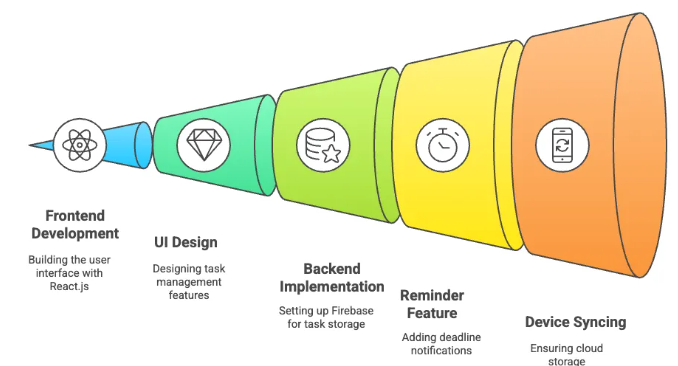 Frontend
Development
Building the user
interface with
React.js
UI Design
Designing task
management
features
Backend
Implementation
Setting up Firebase
for task storage
Reminder
Feature
Adding deadline
notifications
Device Syncing
Ensuring cloud
storage